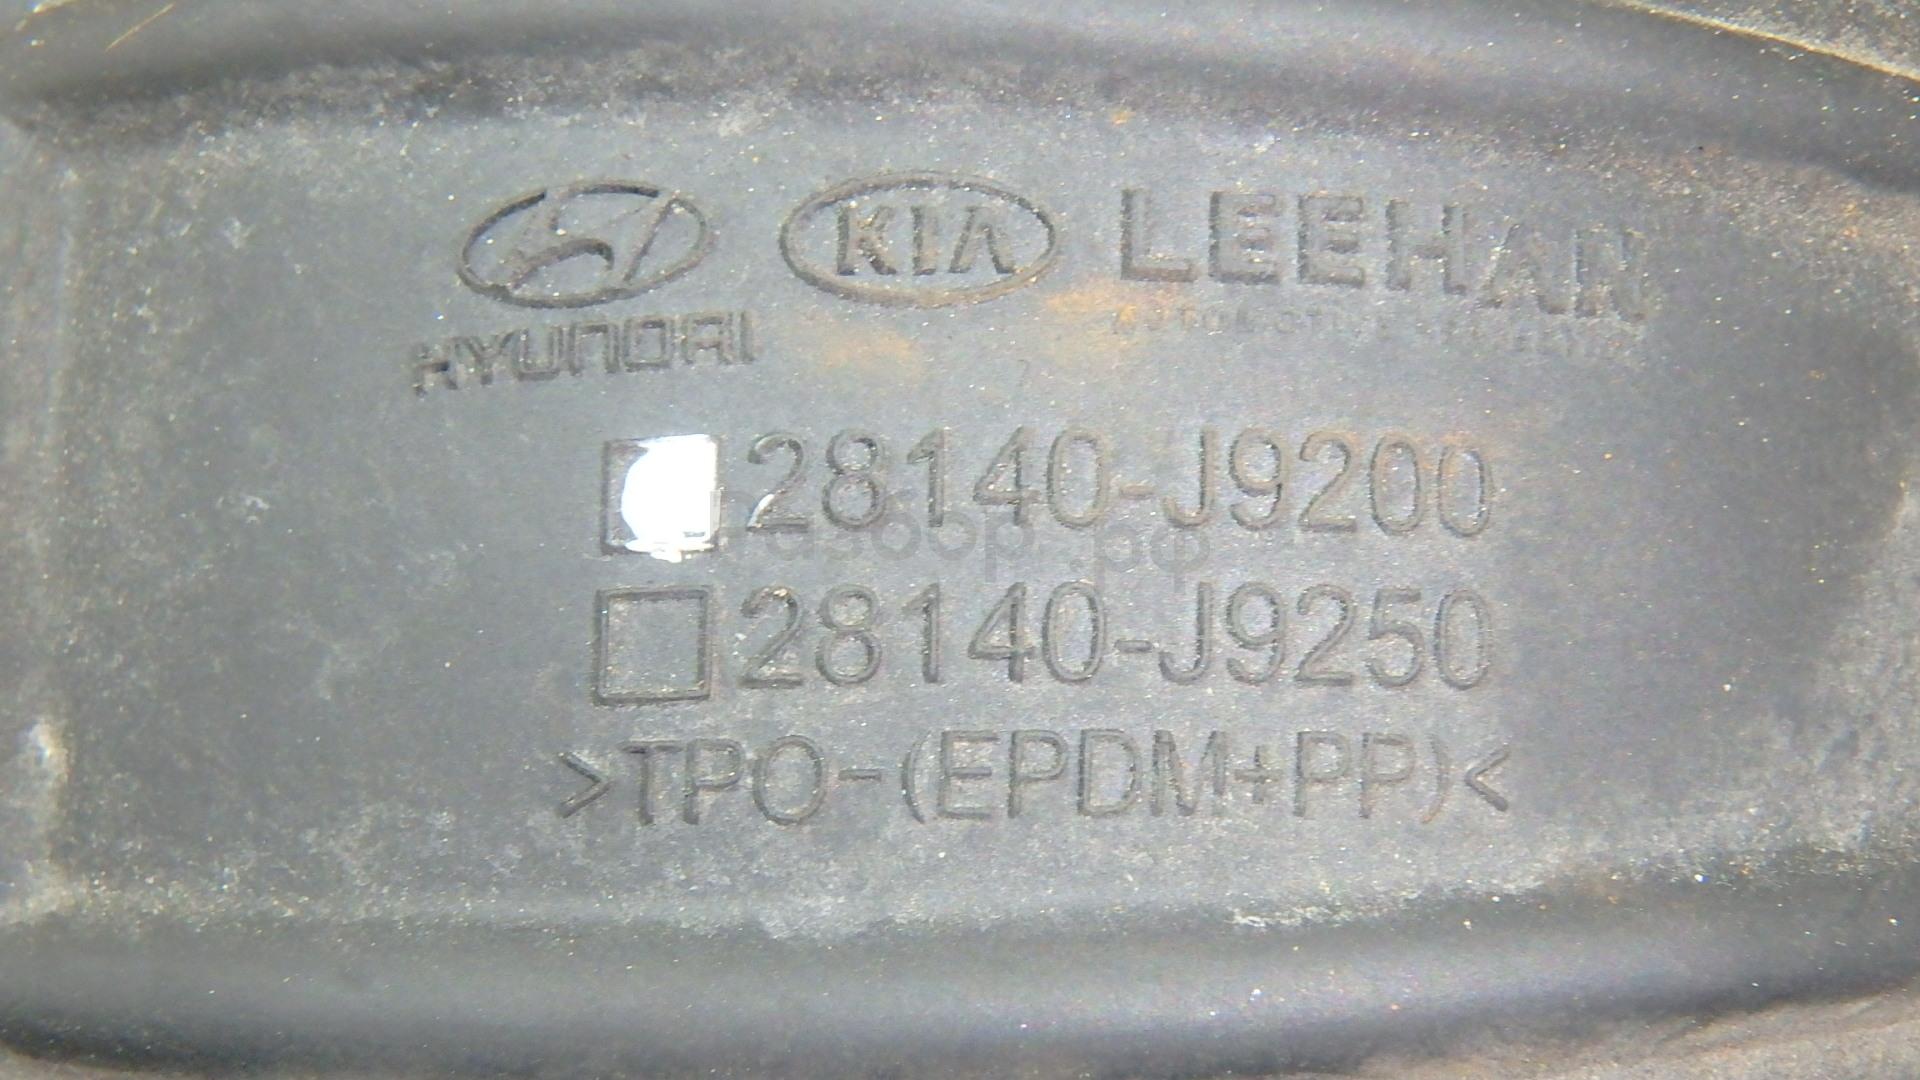 KIA LEEHAN
HYUNDAI
28140-J9200
28140-J9250
>TPO-(EPDM+PP)<